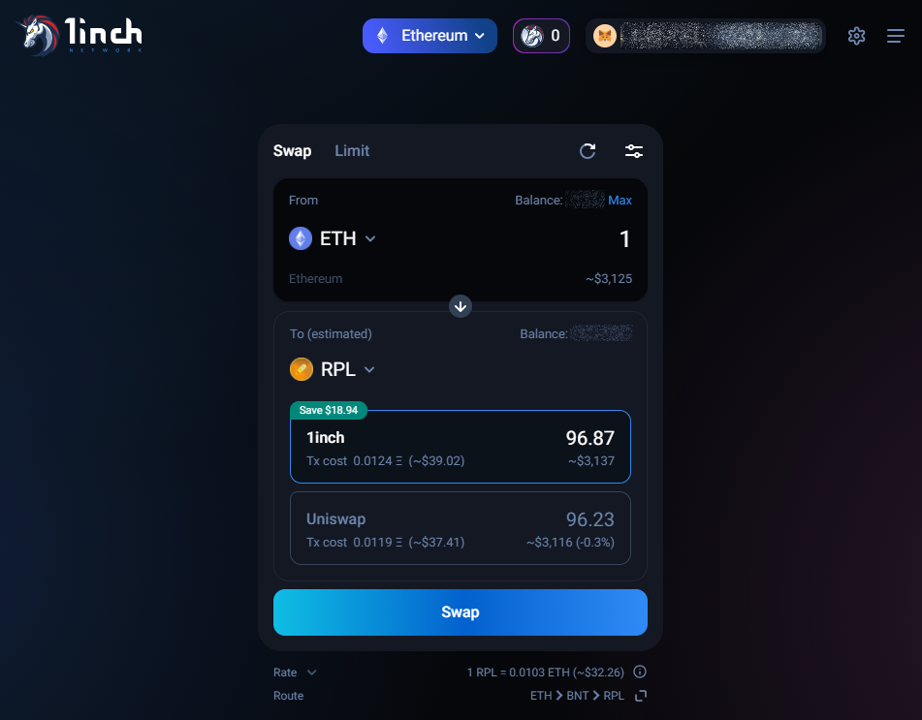 1inch
NETWORK
Ethereum
0
Swap Limit
From Balance: Max
ETH 1
Ethereum ~$3,125
To (estimated) Balance:
RPL
Save $18.94
1inch 96.87
Tx cost 0.0124 Ξ (~$39.02) ~$3,137
Uniswap 96.23
Tx cost 0.0119 Ξ (~$37.41) ~$3,116 (-0.3%)
Swap
Rate 1 RPL = 0.0103 ETH (~$32.26)
Route ETH > BNT > RPL